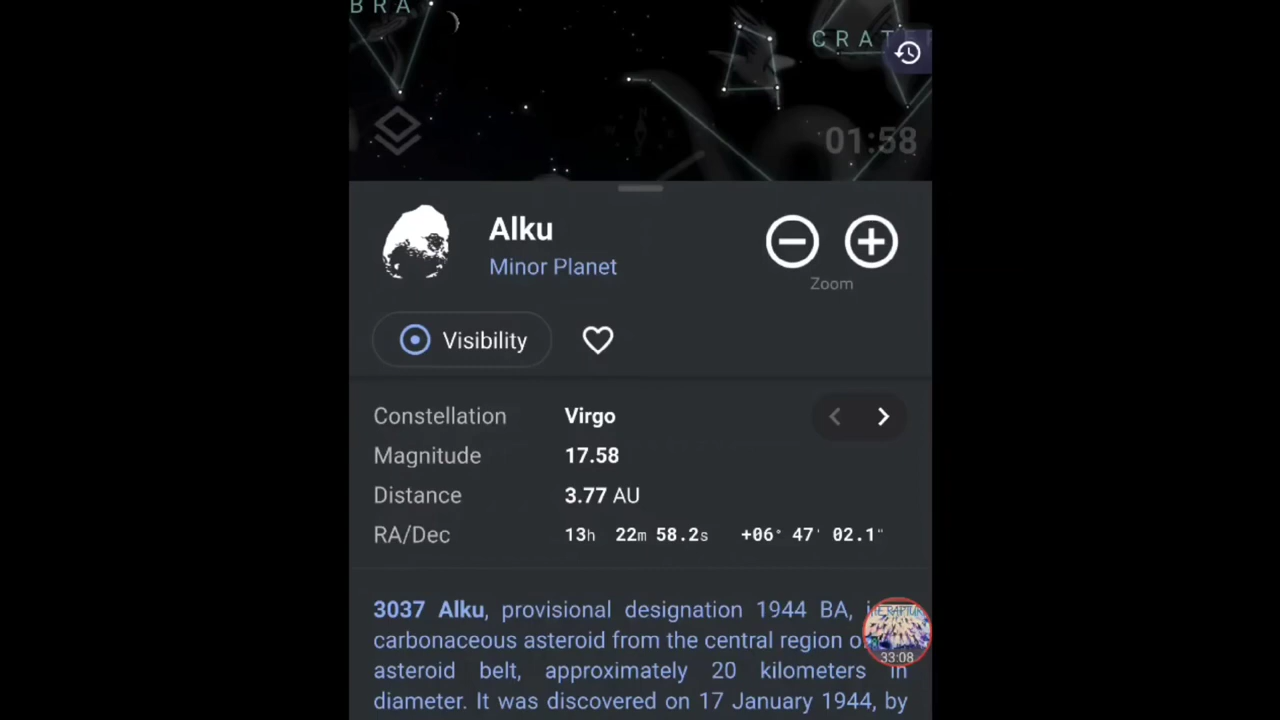 BRA
CRATER
01:58
Alku
Minor Planet
Zoom
Visibility
Constellation Virgo
Magnitude 17.58
Distance 3.77 AU
RA/Dec 13h 22m 58.2s +06° 47' 02.1"
3037 Alku, provisional designation 1944 BA,
carbonaceous asteroid from the central region
asteroid belt, approximately 20 kilometers in
diameter. It was discovered on 17 January 1944, by
33:08